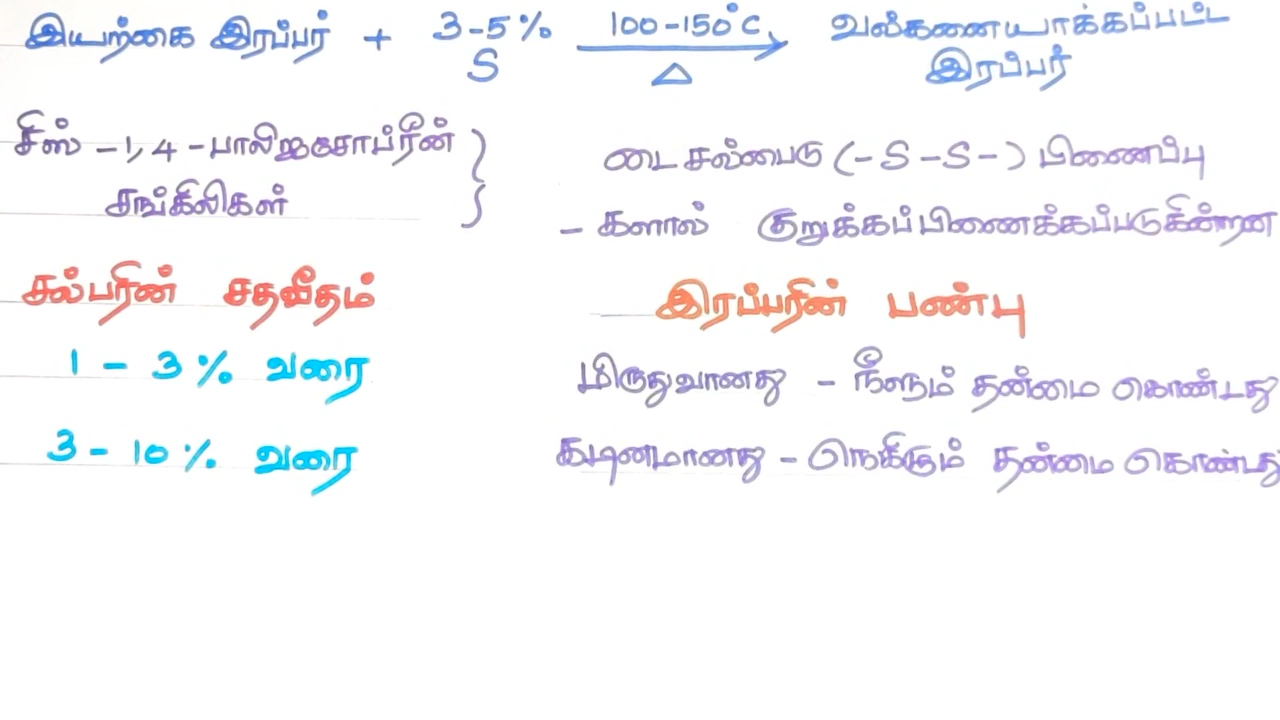 இயற்கை இரப்பர் + 3-5% S 100-150°C Δ வல்கனையாக்கப்பட்ட இரப்பர்
சிஸ் -1, 4 -பாலிஐசோப்ரீன் சங்கிலிகள்
டை சல்பைடு (-S-S-) பிணைப்பு
- களால் குறுக்கப்பிணைக்கப்படுகின்றன
சல்பரின் சதவீதம் இரப்பரின் பண்பு
1 - 3% வரை மிருதுவானது - நீளும் தன்மை கொண்டது
3 - 10% வரை கடினமானது - நெகிழும் தன்மை கொண்டது